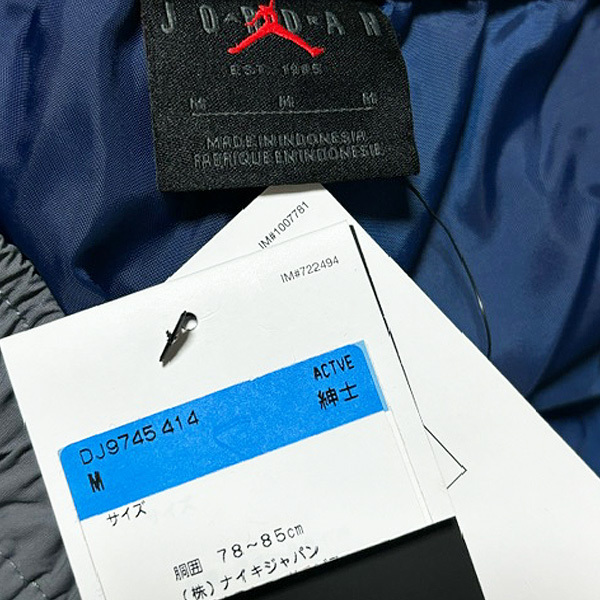 JORDAN
EST. 1985
M M M
MADE IN INDONESIA
FABRIQUE EN INDONESIE
IM#1007781
IM#722494
ACTVE
DJ9745 414 紳士
M
サイズ
胴囲 78~85cm
(株)ナイキジャパン